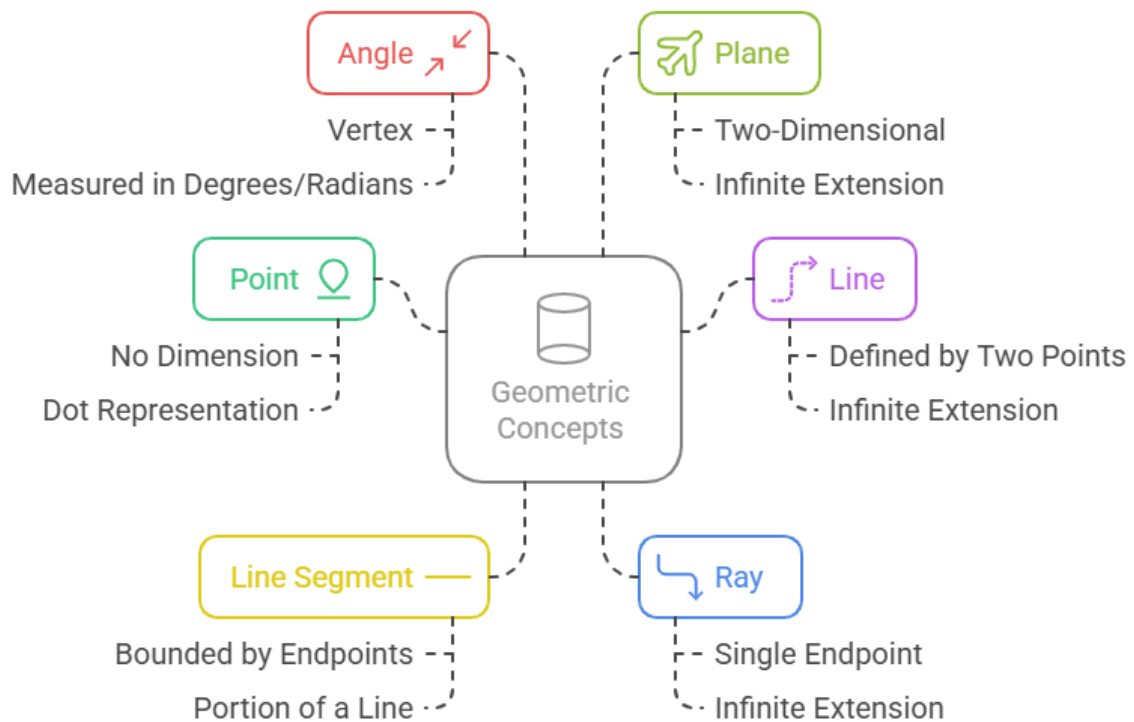 Angle
Vertex
Measured in Degrees/Radians
Plane
Two-Dimensional
Infinite Extension
Point
No Dimension
Dot Representation
Geometric
Concepts
Line
Defined by Two Points
Infinite Extension
Line Segment
Bounded by Endpoints
Portion of a Line
Ray
Single Endpoint
Infinite Extension